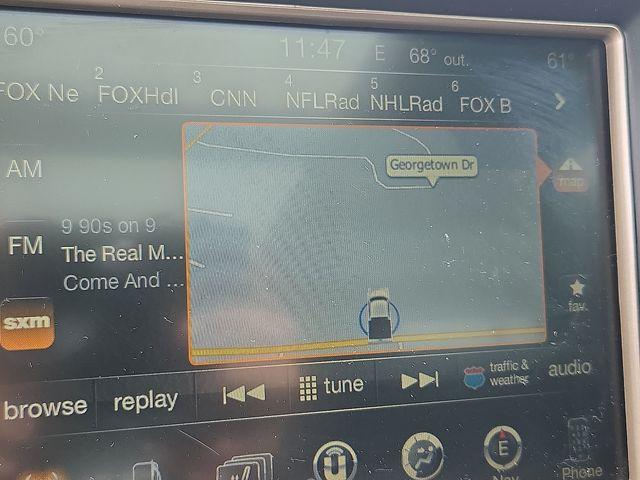 60°
11:47 E 68° out. 61°
FOX Ne 2 FOXHdl 3 CNN 4 NFLRad 5 NHLRad 6 FOX B
Georgetown Dr
map
AM
9 90s on 9
FM
The Real M...
Come And ...
fav.
sxm
browse replay tune traffic & weather audio
U E
Nav
Phone